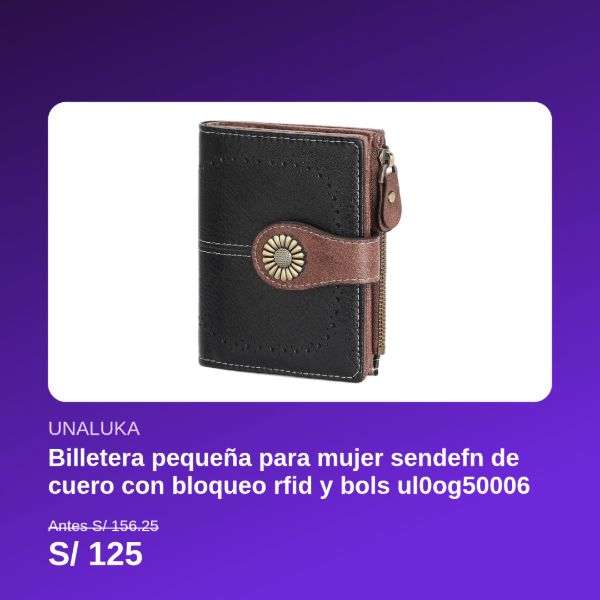 UNALUKA
Billetera pequeña para mujer sendefn de
cuero con bloqueo rfid y bols ul0og50006
Antes S/ 156.25
S/ 125